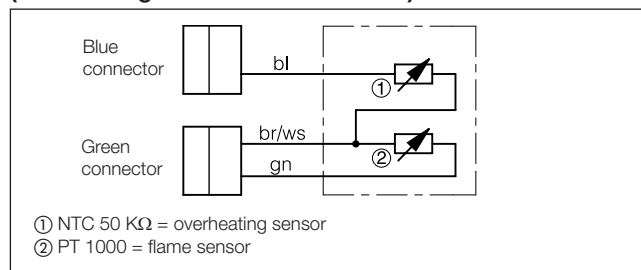 Blue
connector
bl
①
br/ws
Green
connector
gn
②
① NTC 50 KΩ = overheating sensor
② PT 1000 = flame sensor